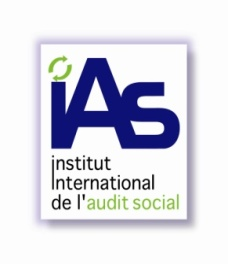 iAs
institut
International
de l'audit social